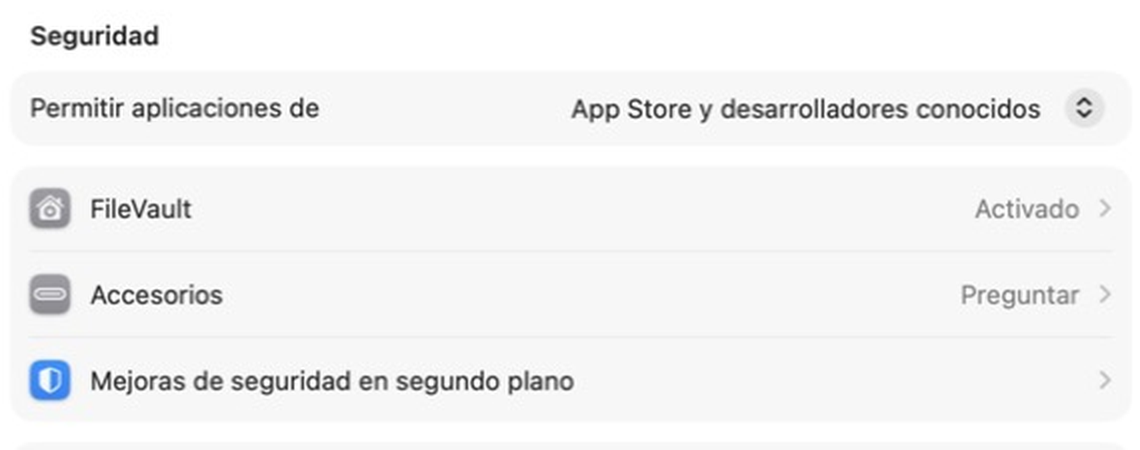 Seguridad
Permitir aplicaciones de App Store y desarrolladores conocidos
FileVault Activado
Accesorios Preguntar
Mejoras de seguridad en segundo plano